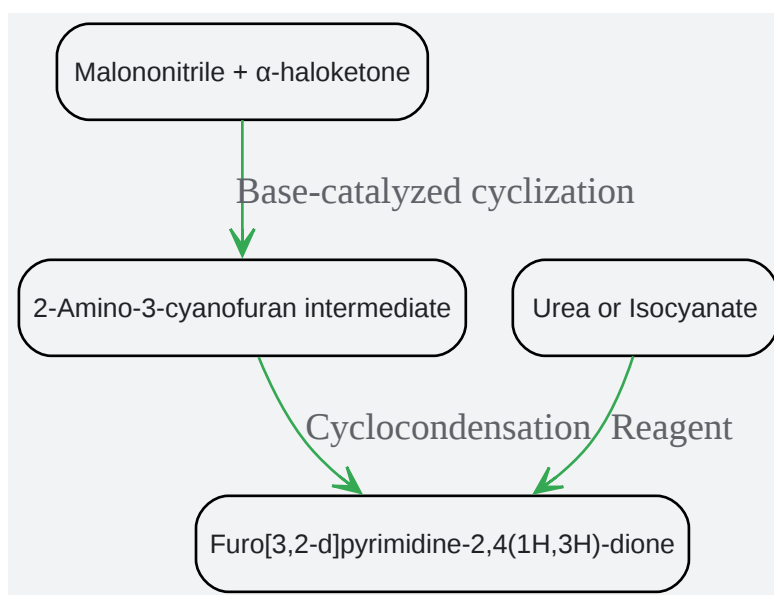 Malononitrile + α-haloketone
Base-catalyzed cyclization
2-Amino-3-cyanofuran intermediate
Urea or Isocyanate
Cyclocondensation
Reagent
Furo[3,2-d]pyrimidine-2,4(1H,3H)-dione